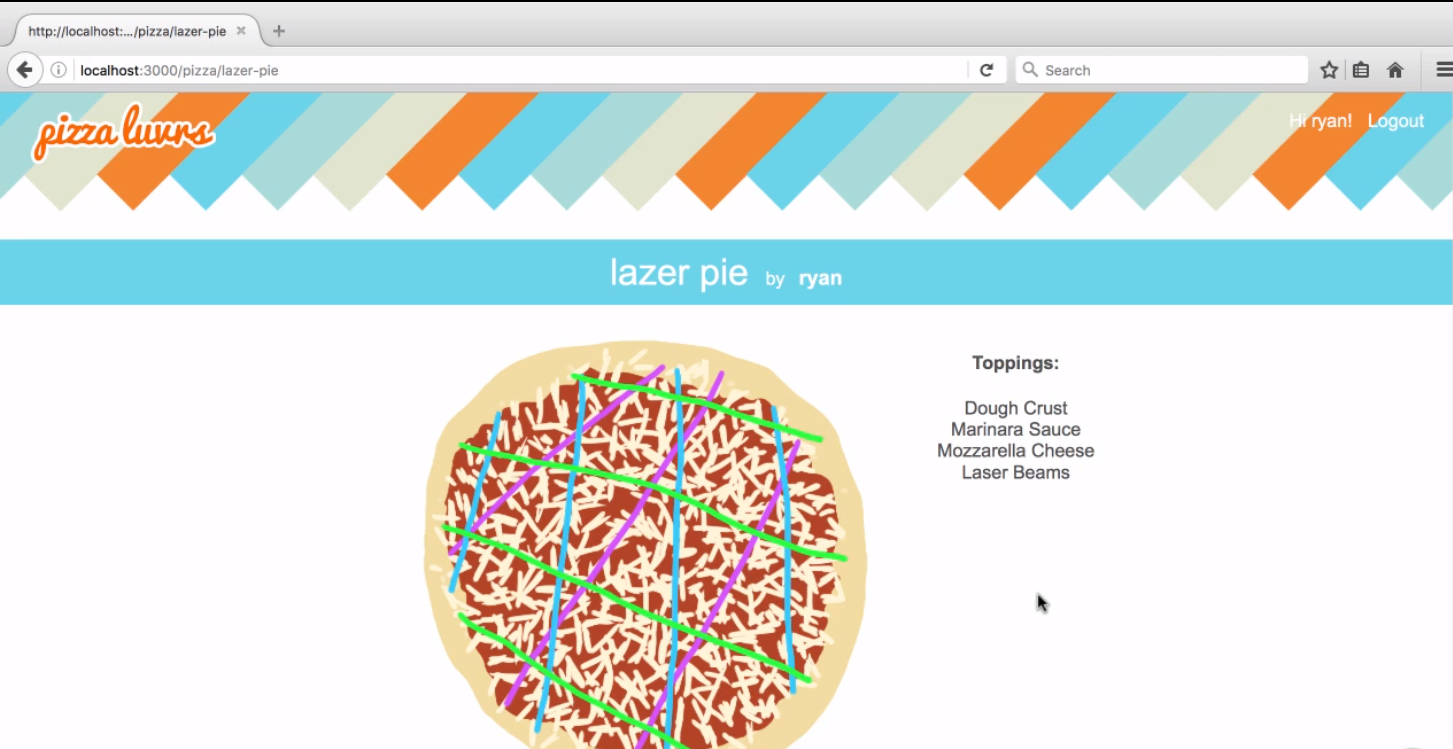 http://localhost:.../pizza/lazer-pie
localhost:3000/pizza/lazer-pie
Search
pizza luvrs
Hi ryan! Logout
lazer pie by ryan
Toppings:
Dough Crust
Marinara Sauce
Mozzarella Cheese
Laser Beams